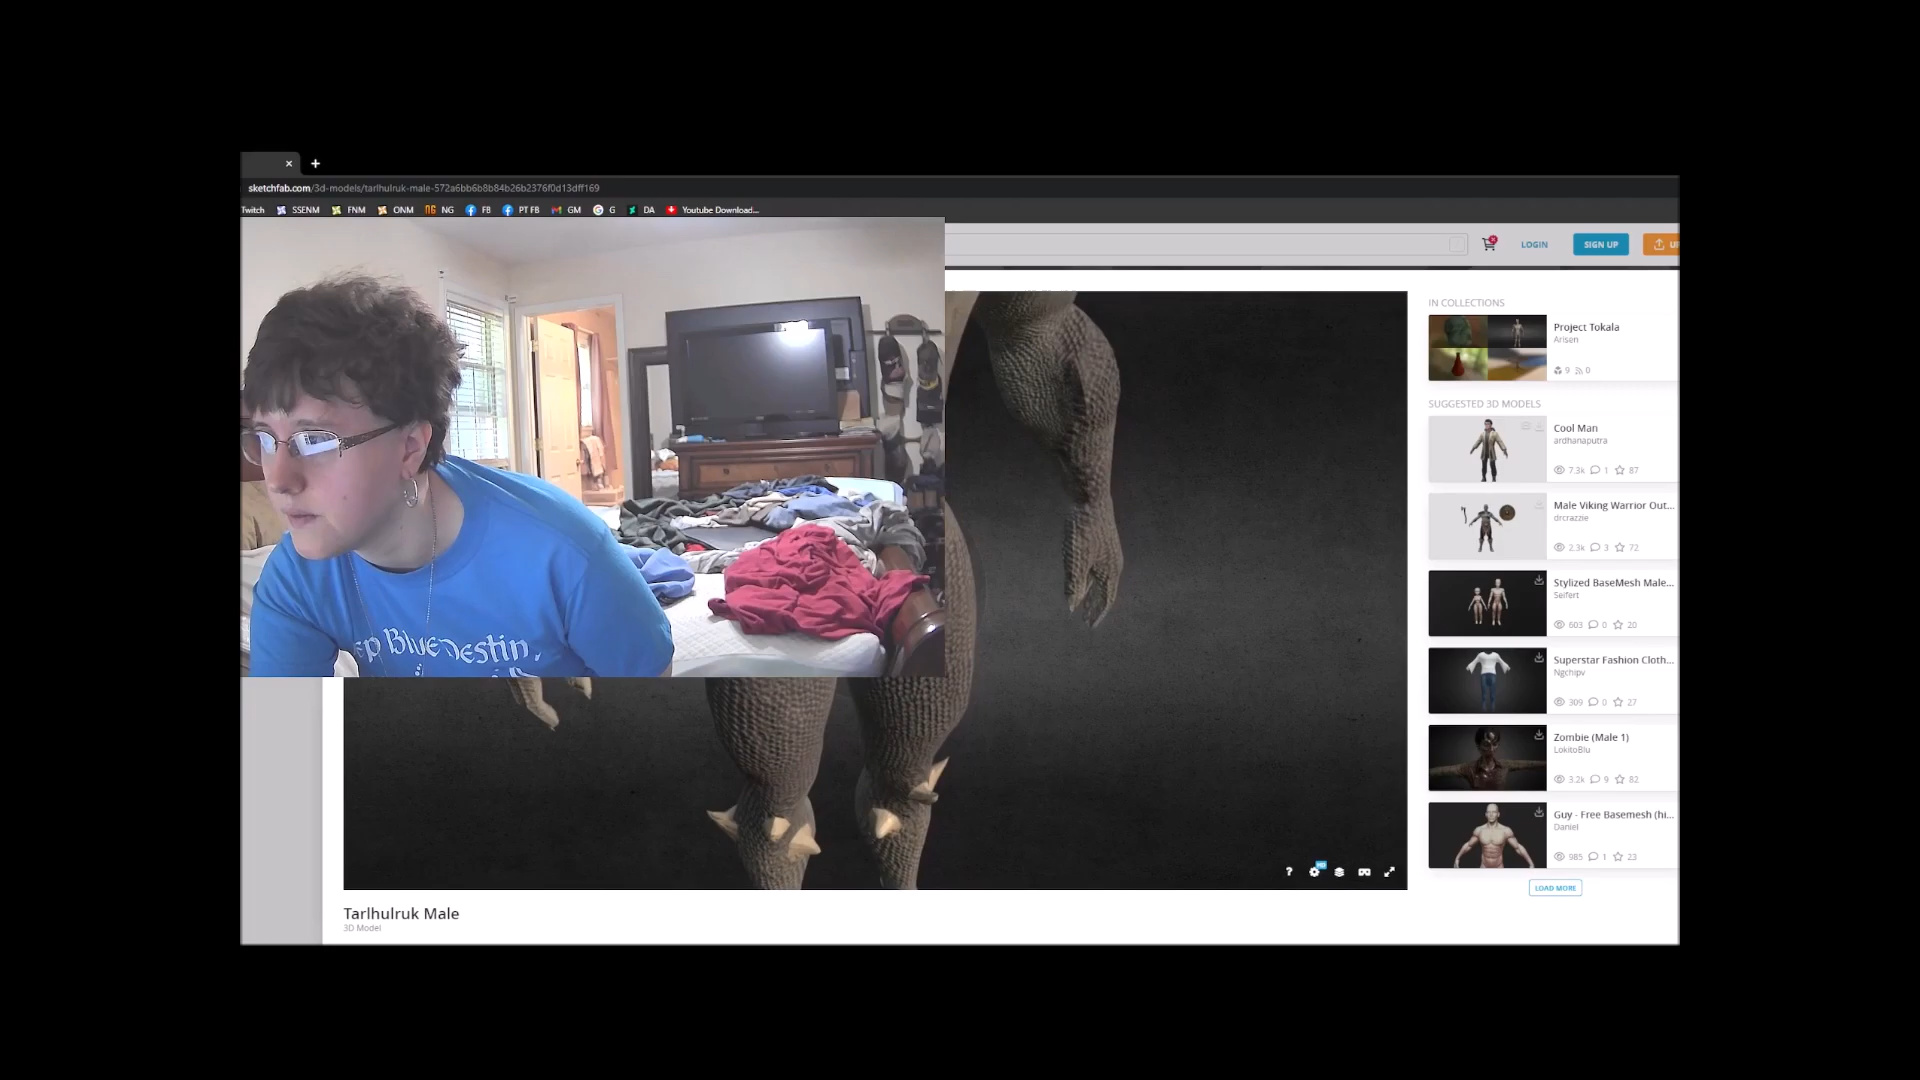 sketchfab.com/3d-models/tarlhulruk-male-572a6bb6b8b84b26b2376f0d13dff169
Twitch SSENM FNM ONM NG FB PT FB GM G DA Youtube Download...
LOGIN SIGN UP
IN COLLECTIONS
Project Tokala
Arisen
9 0
SUGGESTED 3D MODELS
Cool Man
ardhanaputra
7.3k 1 87
Male Viking Warrior Out...
drcrazzie
2.3k 3 72
Stylized BaseMesh Male...
Seifert
603 0 20
Superstar Fashion Cloth...
Ngchipv
309 0 27
Zombie (Male 1)
LokitoBlu
3.2k 9 82
Guy - Free Basemesh (hi...
Daniel
985 1 23
LOAD MORE
? HD
Tarlhulruk Male
3D Model